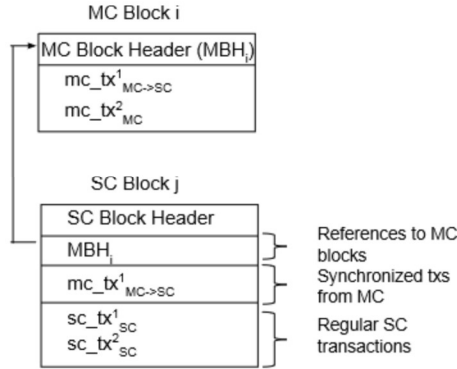 MC Block i
MC Block Header (MBHᵢ)
mc_tx¹MC->SC
mc_tx²MC
SC Block j
SC Block Header
MBHᵢ
mc_tx¹MC->SC
sc_tx¹SC
sc_tx²SC
References to MC
blocks
Synchronized txs
from MC
Regular SC
transactions